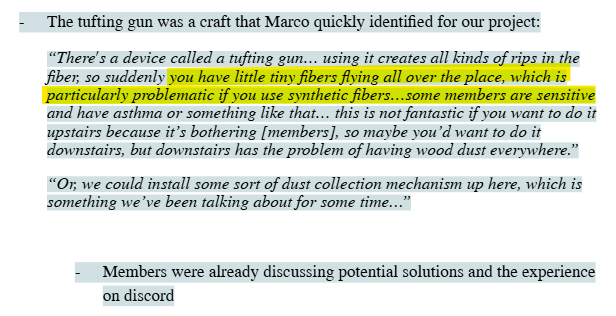 - The tufting gun was a craft that Marco quickly identified for our project:
“There's a device called a tufting gun… using it creates all kinds of rips in the
fiber, so suddenly you have little tiny fibers flying all over the place, which is
particularly problematic if you use synthetic fibers…some members are sensitive
and have asthma or something like that… this is not fantastic if you want to do it
upstairs because it’s bothering [members], so maybe you’d want to do it
downstairs, but downstairs has the problem of having wood dust everywhere.”
“Or, we could install some sort of dust collection mechanism up here, which is
something we’ve been talking about for some time…”
- Members were already discussing potential solutions and the experience
on discord